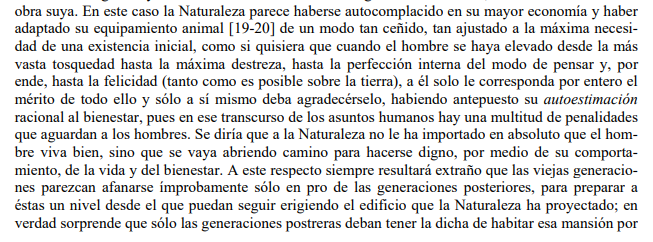 obra suya. En este caso la Naturaleza parece haberse autocomplacido en su mayor economía y haber
adaptado su equipamiento animal [19-20] de un modo tan ceñido, tan ajustado a la máxima necesi-
dad de una existencia inicial, como si quisiera que cuando el hombre se haya elevado desde la más
vasta tosquedad hasta la máxima destreza, hasta la perfección interna del modo de pensar y, por
ende, hasta la felicidad (tanto como es posible sobre la tierra), a él solo le corresponda por entero el
mérito de todo ello y sólo a sí mismo deba agradecérselo, habiendo antepuesto su autoestimación
racional al bienestar, pues en ese transcurso de los asuntos humanos hay una multitud de penalidades
que aguardan a los hombres. Se diría que a la Naturaleza no le ha importado en absoluto que el hom-
bre viva bien, sino que se vaya abriendo camino para hacerse digno, por medio de su comporta-
miento, de la vida y del bienestar. A este respecto siempre resultará extraño que las viejas generacio-
nes parezcan afanarse ímprobamente sólo en pro de las generaciones posteriores, para preparar a
éstas un nivel desde el que puedan seguir erigiendo el edificio que la Naturaleza ha proyectado; en
verdad sorprende que sólo las generaciones postreras deban tener la dicha de habitar esa mansión por